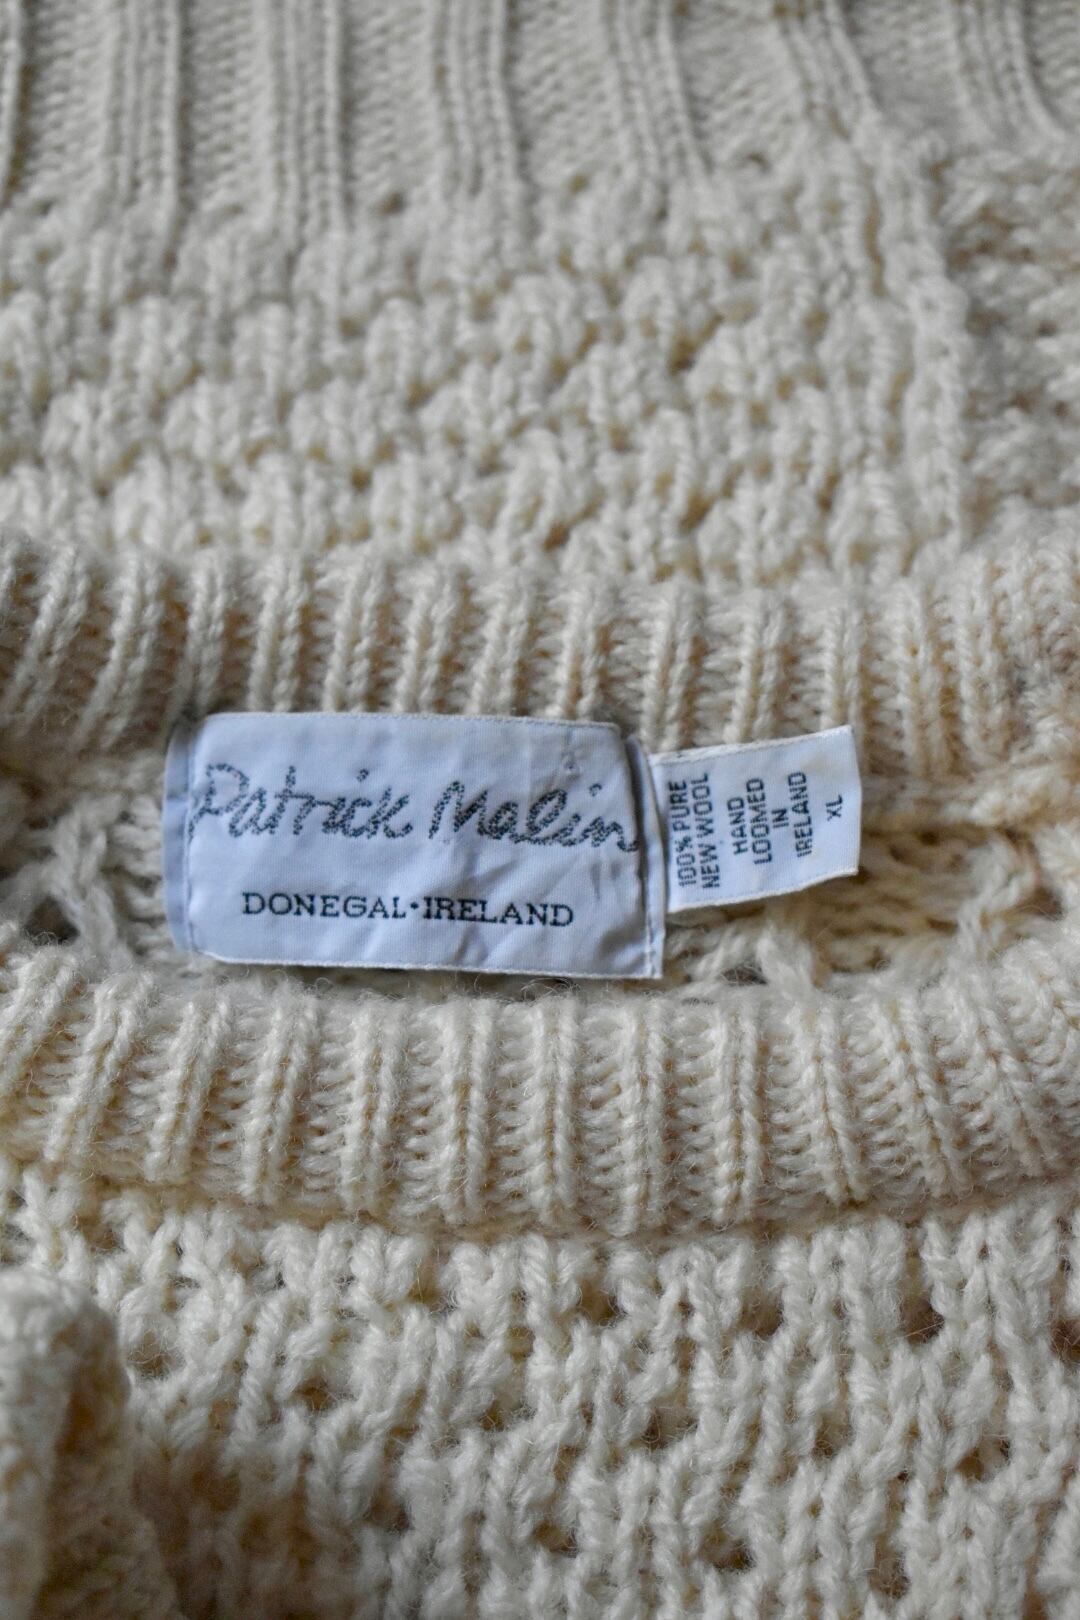 Patrick Malin
DONEGAL·IRELAND
100% PURE
NEW WOOL
HAND
LOOMED
IN
IRELAND
XL